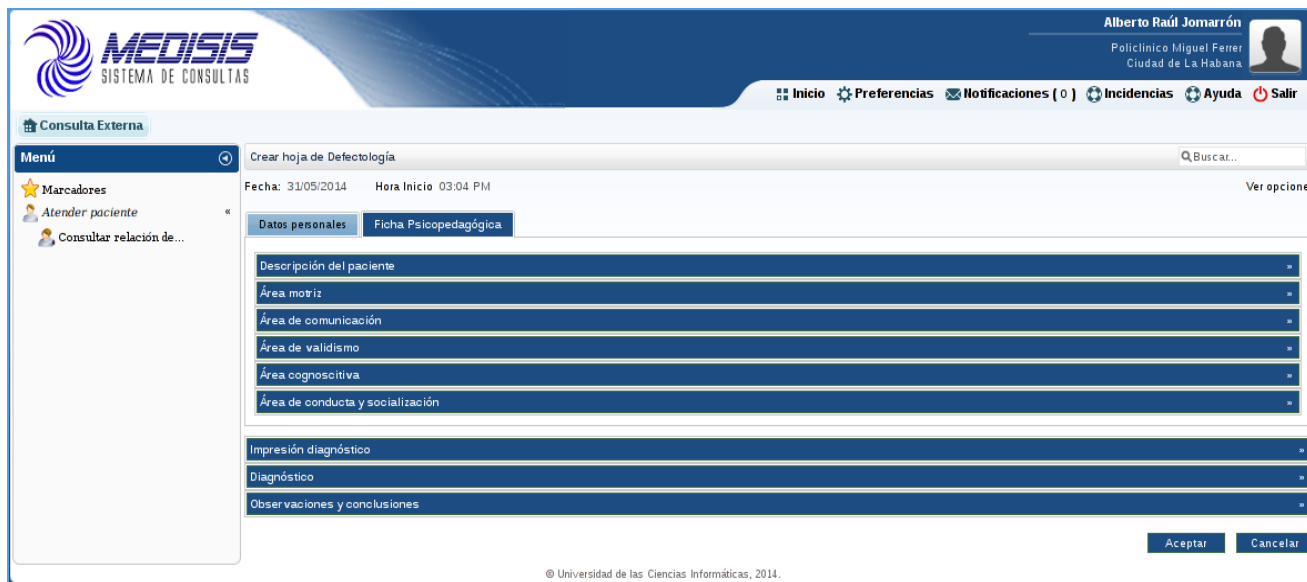 MEDISIS
SISTEMA DE CONSULTAS
Alberto Raúl Jomarrón
Policlinico Miguel Ferrer
Ciudad de La Habana
Inicio Preferencias Notificaciones ( 0 ) Incidencias Ayuda Salir
Consulta Externa
Menú
Marcadores
Atender paciente «
Consultar relación de...
Crear hoja de Defectología
Buscar...
Fecha: 31/05/2014 Hora Inicio 03:04 PM Ver opcione
Datos personales Ficha Psicopedagógica
Descripción del paciente »
Área motriz »
Área de comunicación »
Área de validismo »
Área cognoscitiva »
Área de conducta y socialización »
Impresión diagnóstico »
Diagnóstico »
Observaciones y conclusiones »
Aceptar Cancelar
© Universidad de las Ciencias Informáticas, 2014.